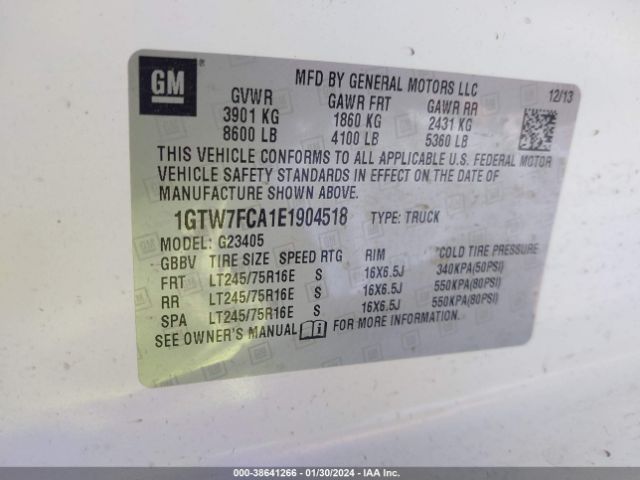 GM
MFD BY GENERAL MOTORS LLC
12/13
GVWR GAWR FRT GAWR RR
3901 KG 1860 KG 2431 KG
8600 LB 4100 LB 5360 LB
THIS VEHICLE CONFORMS TO ALL APPLICABLE U.S. FEDERAL MOTOR
VEHICLE SAFETY STANDARDS IN EFFECT ON THE DATE OF
MANUFACTURE SHOWN ABOVE.
1GTW7FCA1E1904518 TYPE: TRUCK
MODEL: G23405
GBBV TIRE SIZE SPEED RTG RIM *COLD TIRE PRESSURE
FRT LT245/75R16E S 16X6.5J 340KPA(50PSI)
RR LT245/75R16E S 16X6.5J 550KPA(80PSI)
SPA LT245/75R16E S 16X6.5J 550KPA(80PSI)
SEE OWNER'S MANUAL FOR MORE INFORMATION.
000-38641266 - 01/30/2024 - IAA Inc.